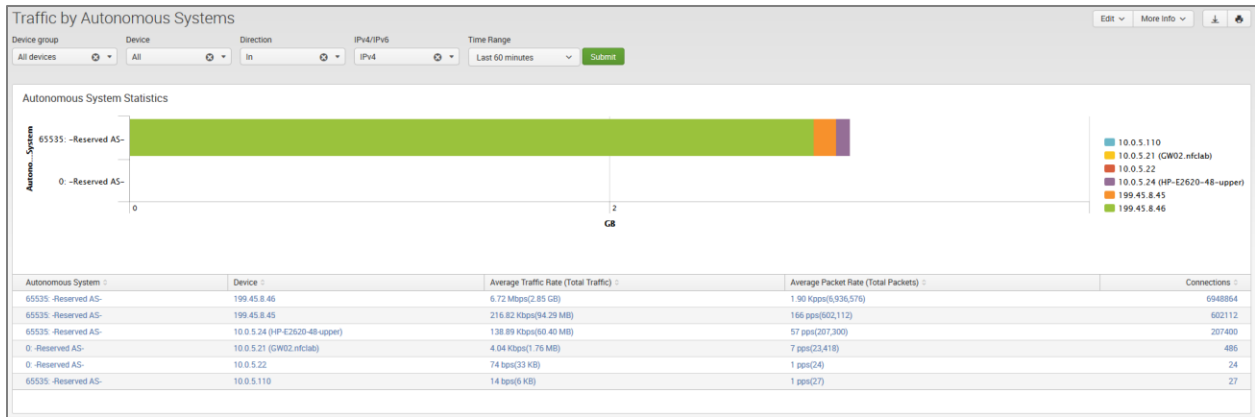 Traffic by Autonomous Systems
Edit More Info
Device group Device Direction IPv4/IPv6 Time Range
All devices All In IPv4 Last 60 minutes Submit
Autonomous System Statistics
Autono...System
65535: -Reserved AS-
0: -Reserved AS-
0 2
GB
10.0.5.110
10.0.5.21 (GW02.nfclab)
10.0.5.22
10.0.5.24 (HP-E2620-48-upper)
199.45.8.45
199.45.8.46
Autonomous System Device Average Traffic Rate (Total Traffic) Average Packet Rate (Total Packets) Connections
65535: -Reserved AS- 199.45.8.46 6.72 Mbps(2.85 GB) 1.90 Kpps(6,936,576) 6948864
65535: -Reserved AS- 199.45.8.45 216.82 Kbps(94.29 MB) 166 pps(602,112) 602112
65535: -Reserved AS- 10.0.5.24 (HP-E2620-48-upper) 138.89 Kbps(60.40 MB) 57 pps(207,300) 207400
0: -Reserved AS- 10.0.5.21 (GW02.nfclab) 4.04 Kbps(1.76 MB) 7 pps(23,418) 486
0: -Reserved AS- 10.0.5.22 74 bps(33 KB) 1 pps(24) 24
65535: -Reserved AS- 10.0.5.110 14 bps(6 KB) 1 pps(27) 27